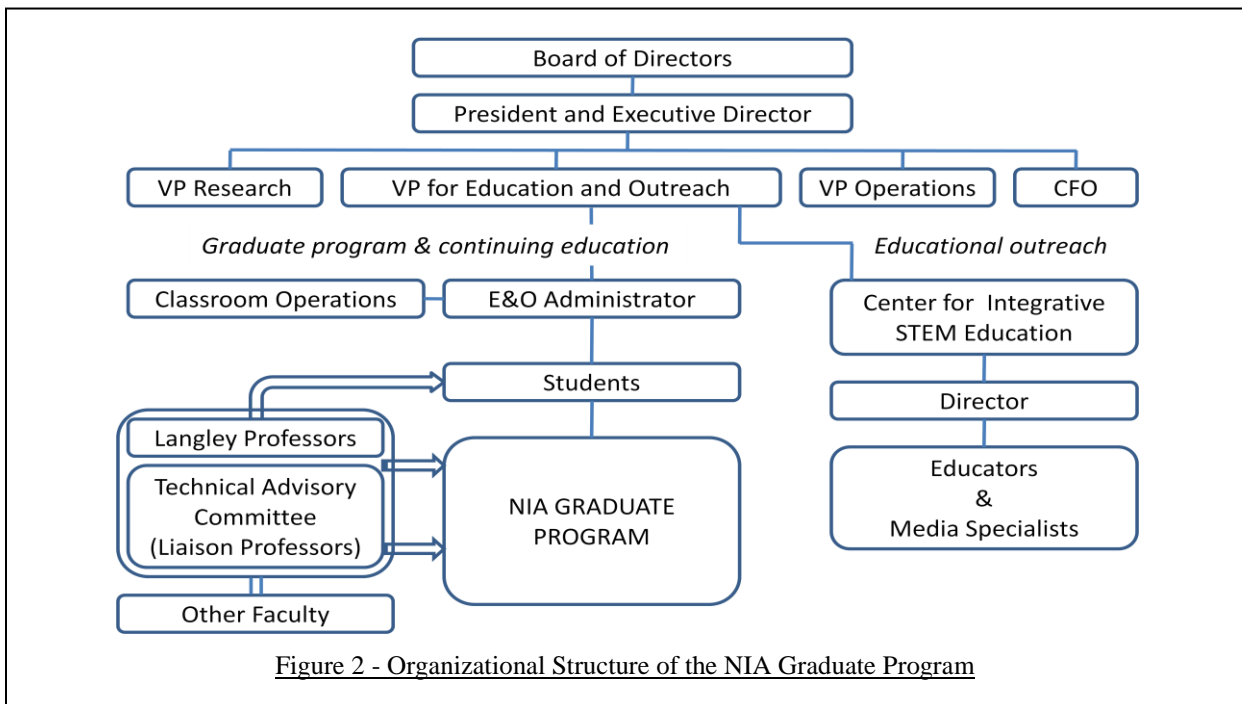 Board of Directors
President and Executive Director
VP Research
VP for Education and Outreach
VP Operations
CFO
Graduate program & continuing education
Educational outreach
Classroom Operations
E&O Administrator
Center for Integrative
STEM Education
Students
Director
Langley Professors
Technical Advisory
Committee
(Liaison Professors)
NIA GRADUATE
PROGRAM
Educators
&
Media Specialists
Other Faculty
Figure 2 - Organizational Structure of the NIA Graduate Program